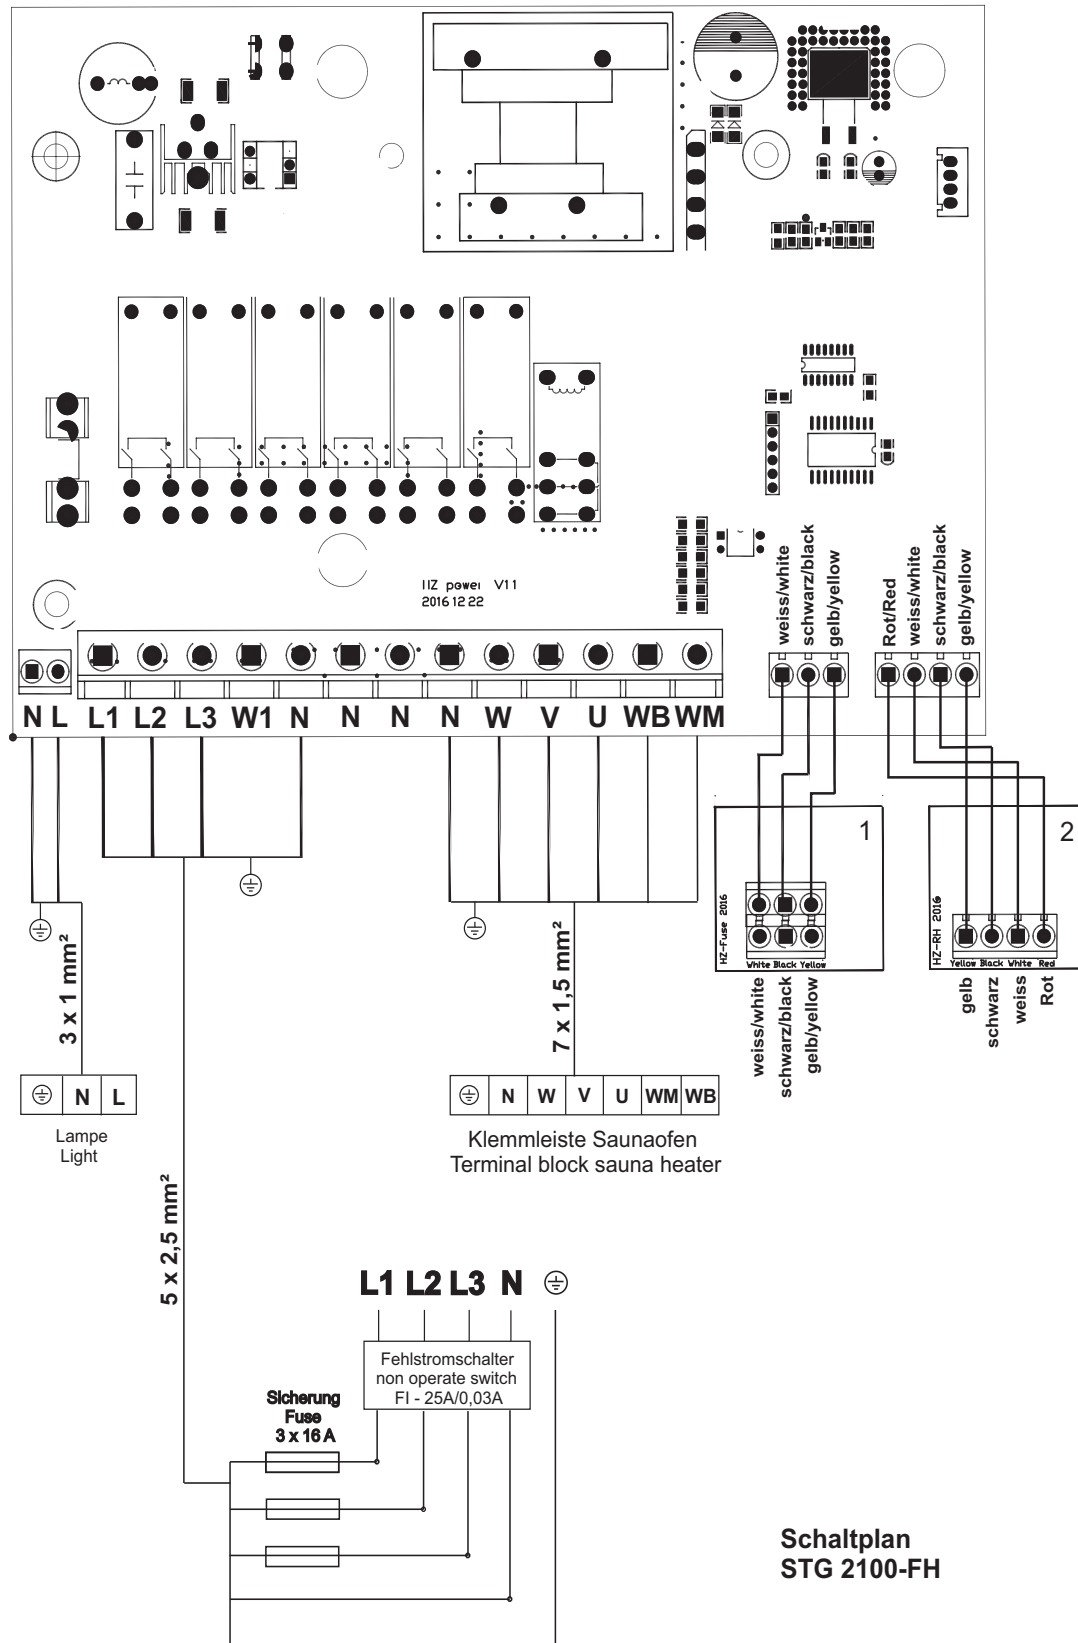 IIZ power V11
2016 12 22
weiss/white
schwarz/black
gelb/yellow
Rot/Red
weiss/white
schwarz/black
gelb/yellow
N L L1 L2 L3 W1 N N N N W V U WB WM
1
HZ-Fuse 2016
White Black Yellow
weiss/white
schwarz/black
gelb/yellow
2
HZ-RH 2016
Yellow Black White Red
gelb
schwarz
weiss
Rot
3 x 1 mm²
7 x 1,5 mm²
N L
Lampe
Light
N W V U WM WB
Klemmleiste Saunaofen
Terminal block sauna heater
5 x 2,5 mm²
L1 L2 L3 N
Fehlstromschalter
non operate switch
FI - 25A/0,03A
Sicherung
Fuse
3 x 16 A
Schaltplan
STG 2100-FH